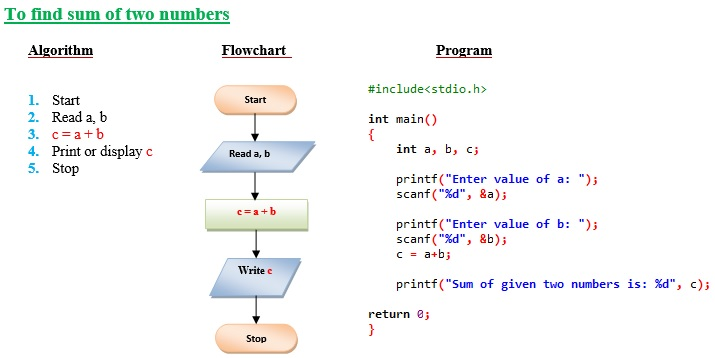 To find sum of two numbers
Algorithm
1. Start
2. Read a, b
3. c = a + b
4. Print or display c
5. Stop
Flowchart
Start
Read a, b
c = a + b
Write c
Stop
Program
#include<stdio.h>
int main()
{
int a, b, c;
printf("Enter value of a: ");
scanf("%d", &a);
printf("Enter value of b: ");
scanf("%d", &b);
c = a+b;
printf("Sum of given two numbers is: %d", c);
return 0;
}